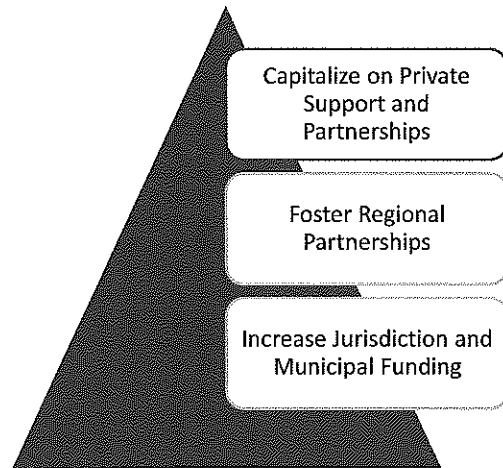 Capitalize on Private
Support and
Partnerships
Foster Regional
Partnerships
Increase Jurisdiction and
Municipal Funding